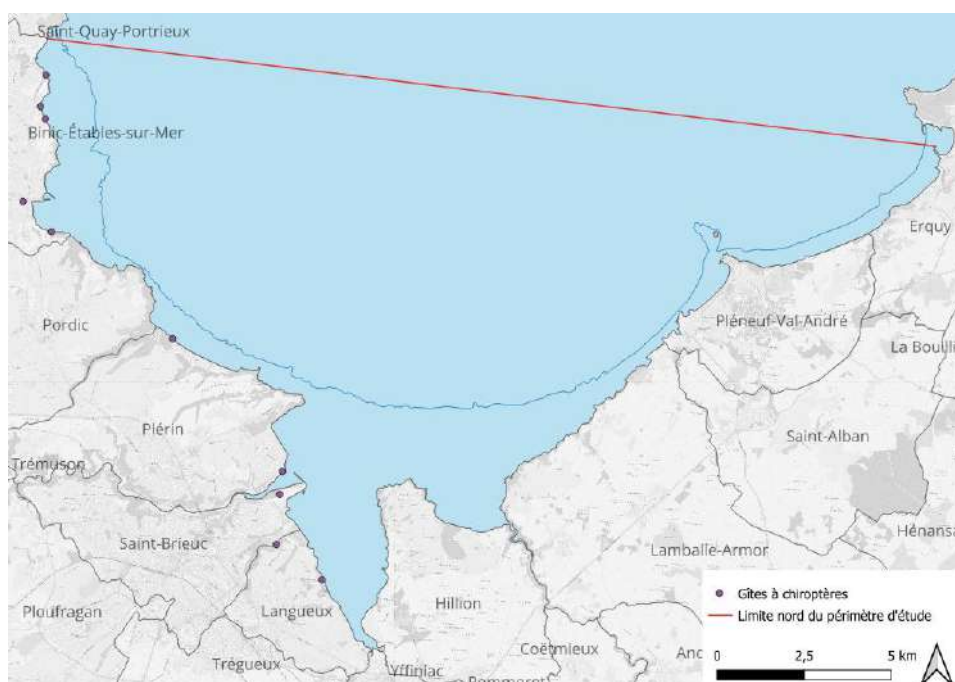 Saint-Quay-Portrieux
Binic-Étables-sur-Mer
Erquy
Pordic
Pléneuf-Val-André
La Bouilli
Plérin
Saint-Alban
Trémuson
Hénansa
Saint-Brieuc
Lamballe-Armor
Ploufragan
Langueux
Hillion
Coëtmieux
Trégueux
Yffiniac
Pommeret
Gîtes à chiroptères
Limite nord du périmètre d'étude
0 2,5 5 km